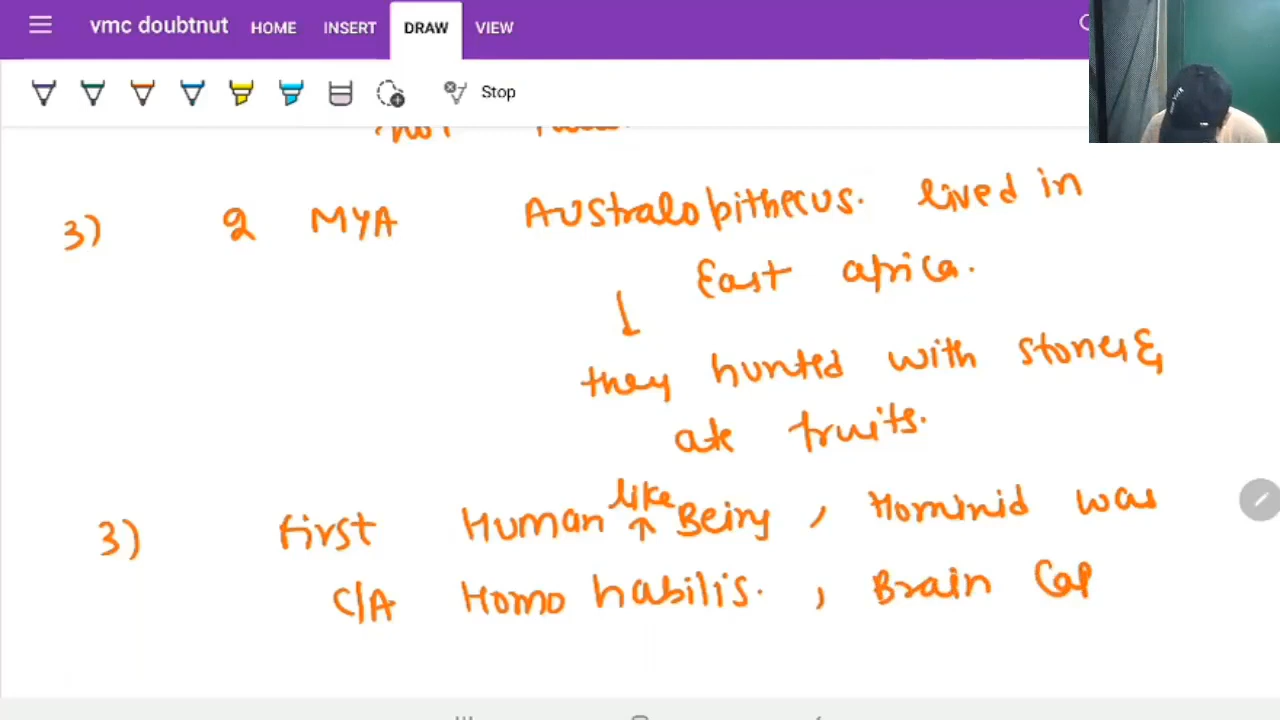 vmc doubtnut HOME INSERT DRAW VIEW
Stop
not
3) 2 MYA Australopithecus. lived in
East africa.
they hunted with stones &
ate fruits.
like
3) First Human Being, Hominid was
C/A Homo habilis., Brain Cap